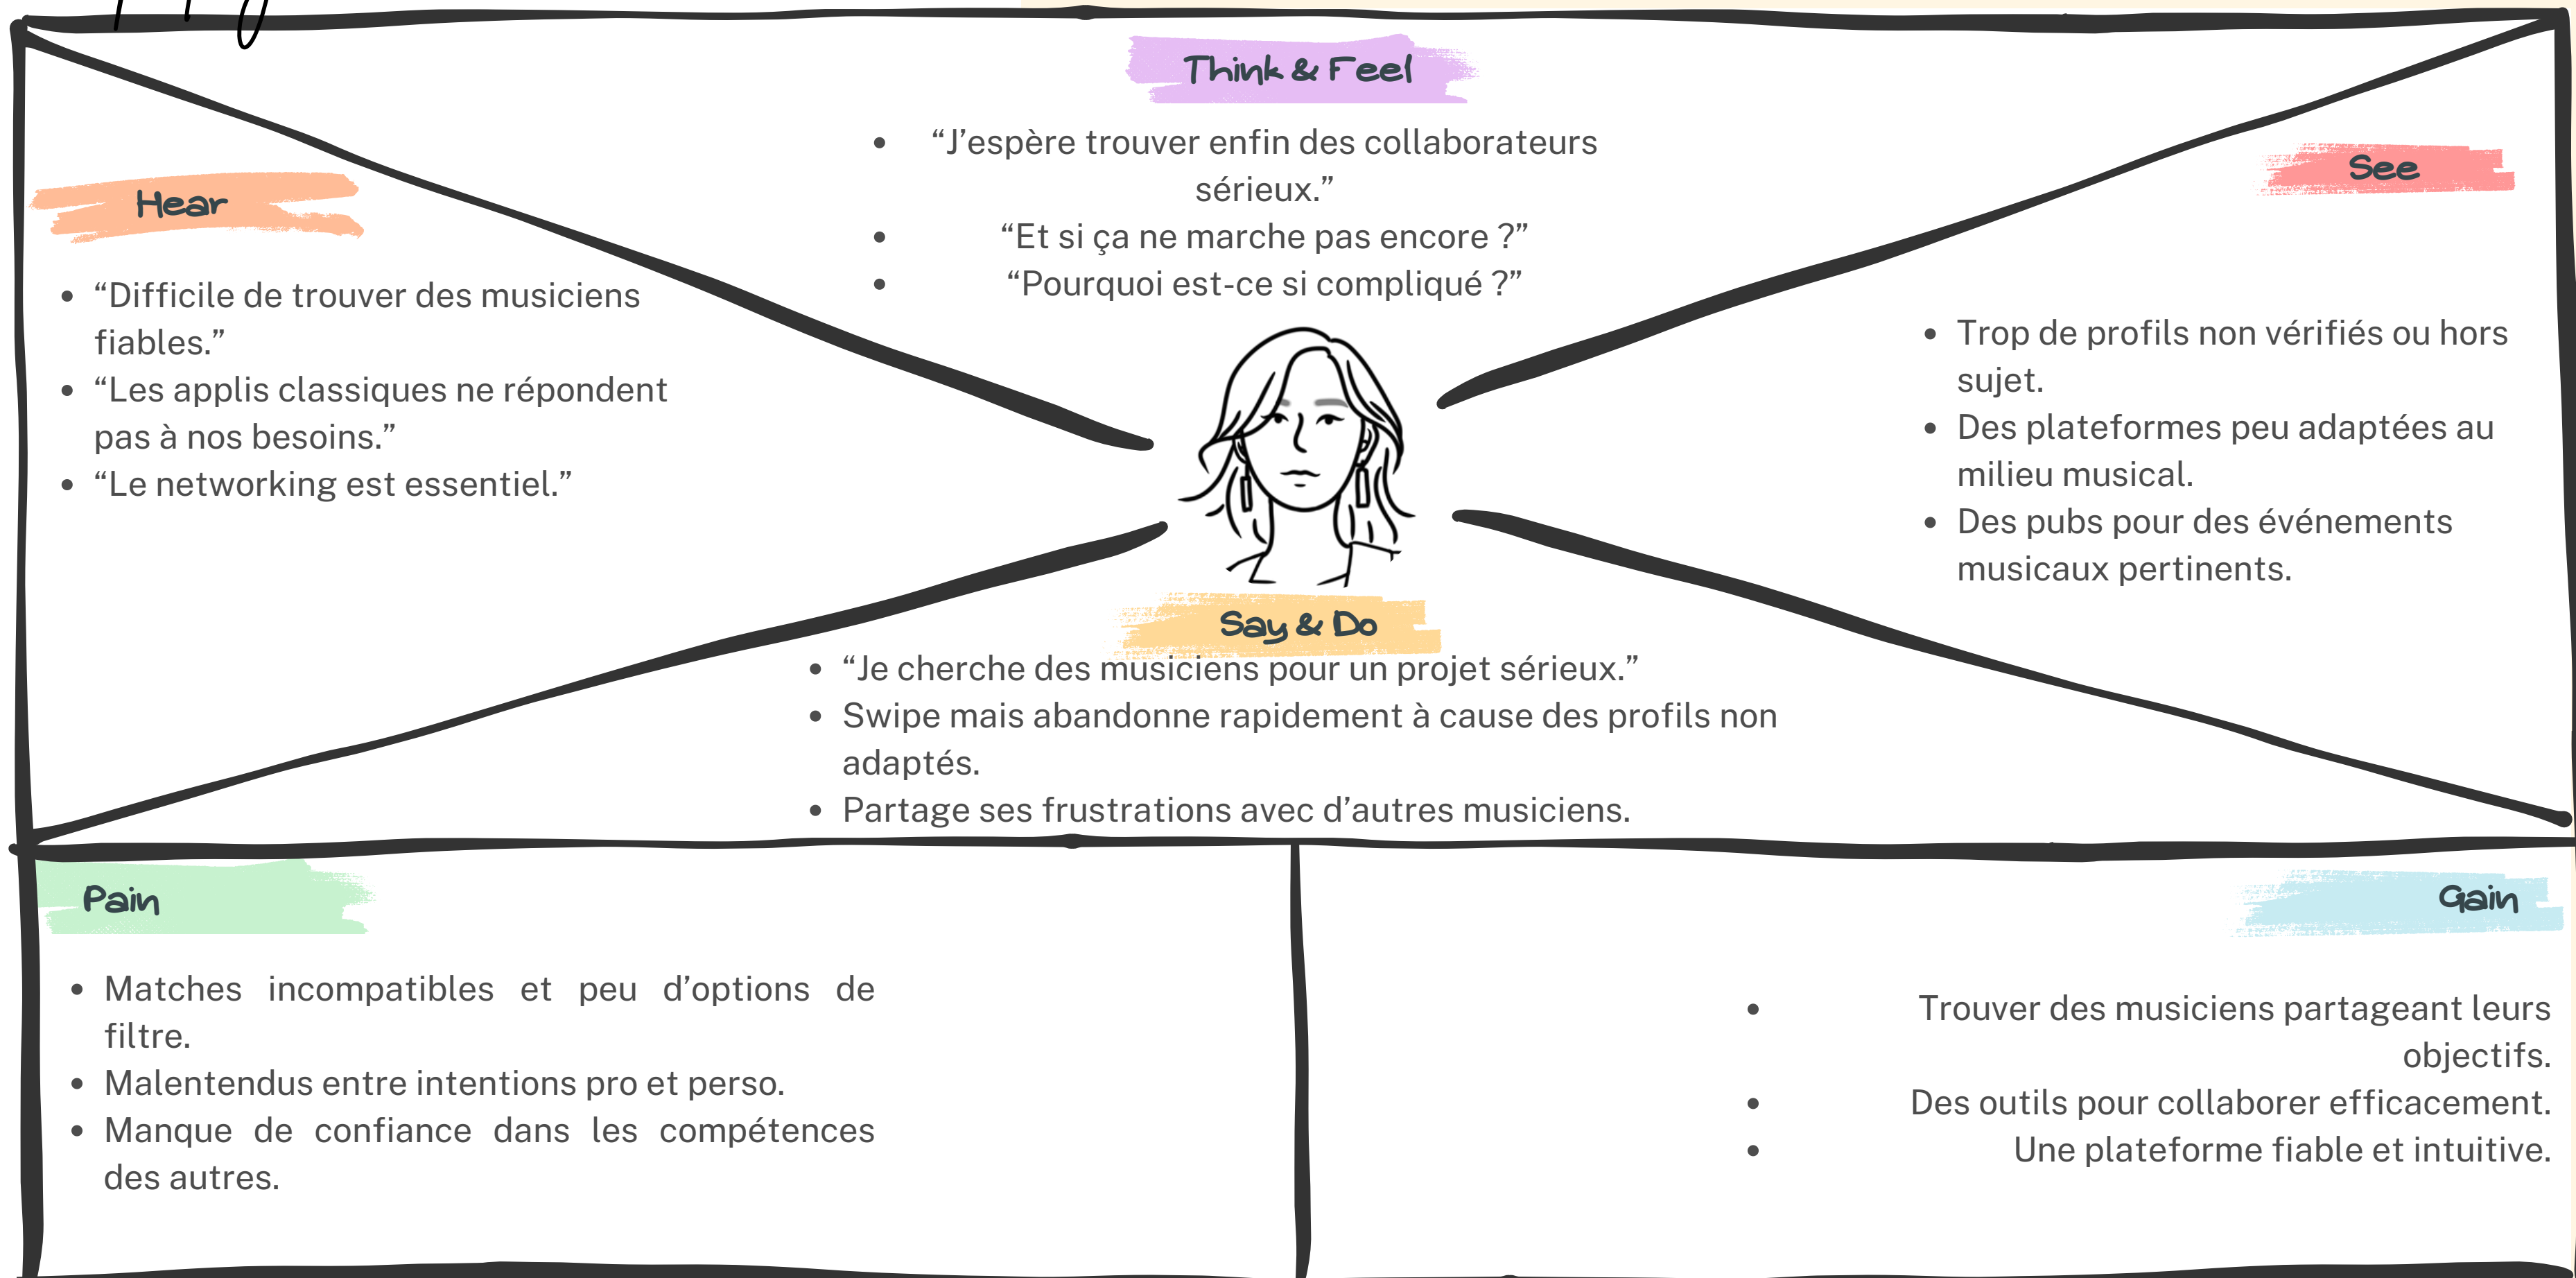 Think & Feel
• “J’espère trouver enfin des collaborateurs
sérieux.”
• “Et si ça ne marche pas encore ?”
• “Pourquoi est-ce si compliqué ?”
Hear
• “Difficile de trouver des musiciens
fiables.”
• “Les applis classiques ne répondent
pas à nos besoins.”
• “Le networking est essentiel.”
See
• Trop de profils non vérifiés ou hors
sujet.
• Des plateformes peu adaptées au
milieu musical.
• Des pubs pour des événements
musicaux pertinents.
Say & Do
• “Je cherche des musiciens pour un projet sérieux.”
• Swipe mais abandonne rapidement à cause des profils non
adaptés.
• Partage ses frustrations avec d’autres musiciens.
Pain
• Matches incompatibles et peu d’options de
filtre.
• Malentendus entre intentions pro et perso.
• Manque de confiance dans les compétences
des autres.
Gain
• Trouver des musiciens partageant leurs
objectifs.
• Des outils pour collaborer efficacement.
• Une plateforme fiable et intuitive.